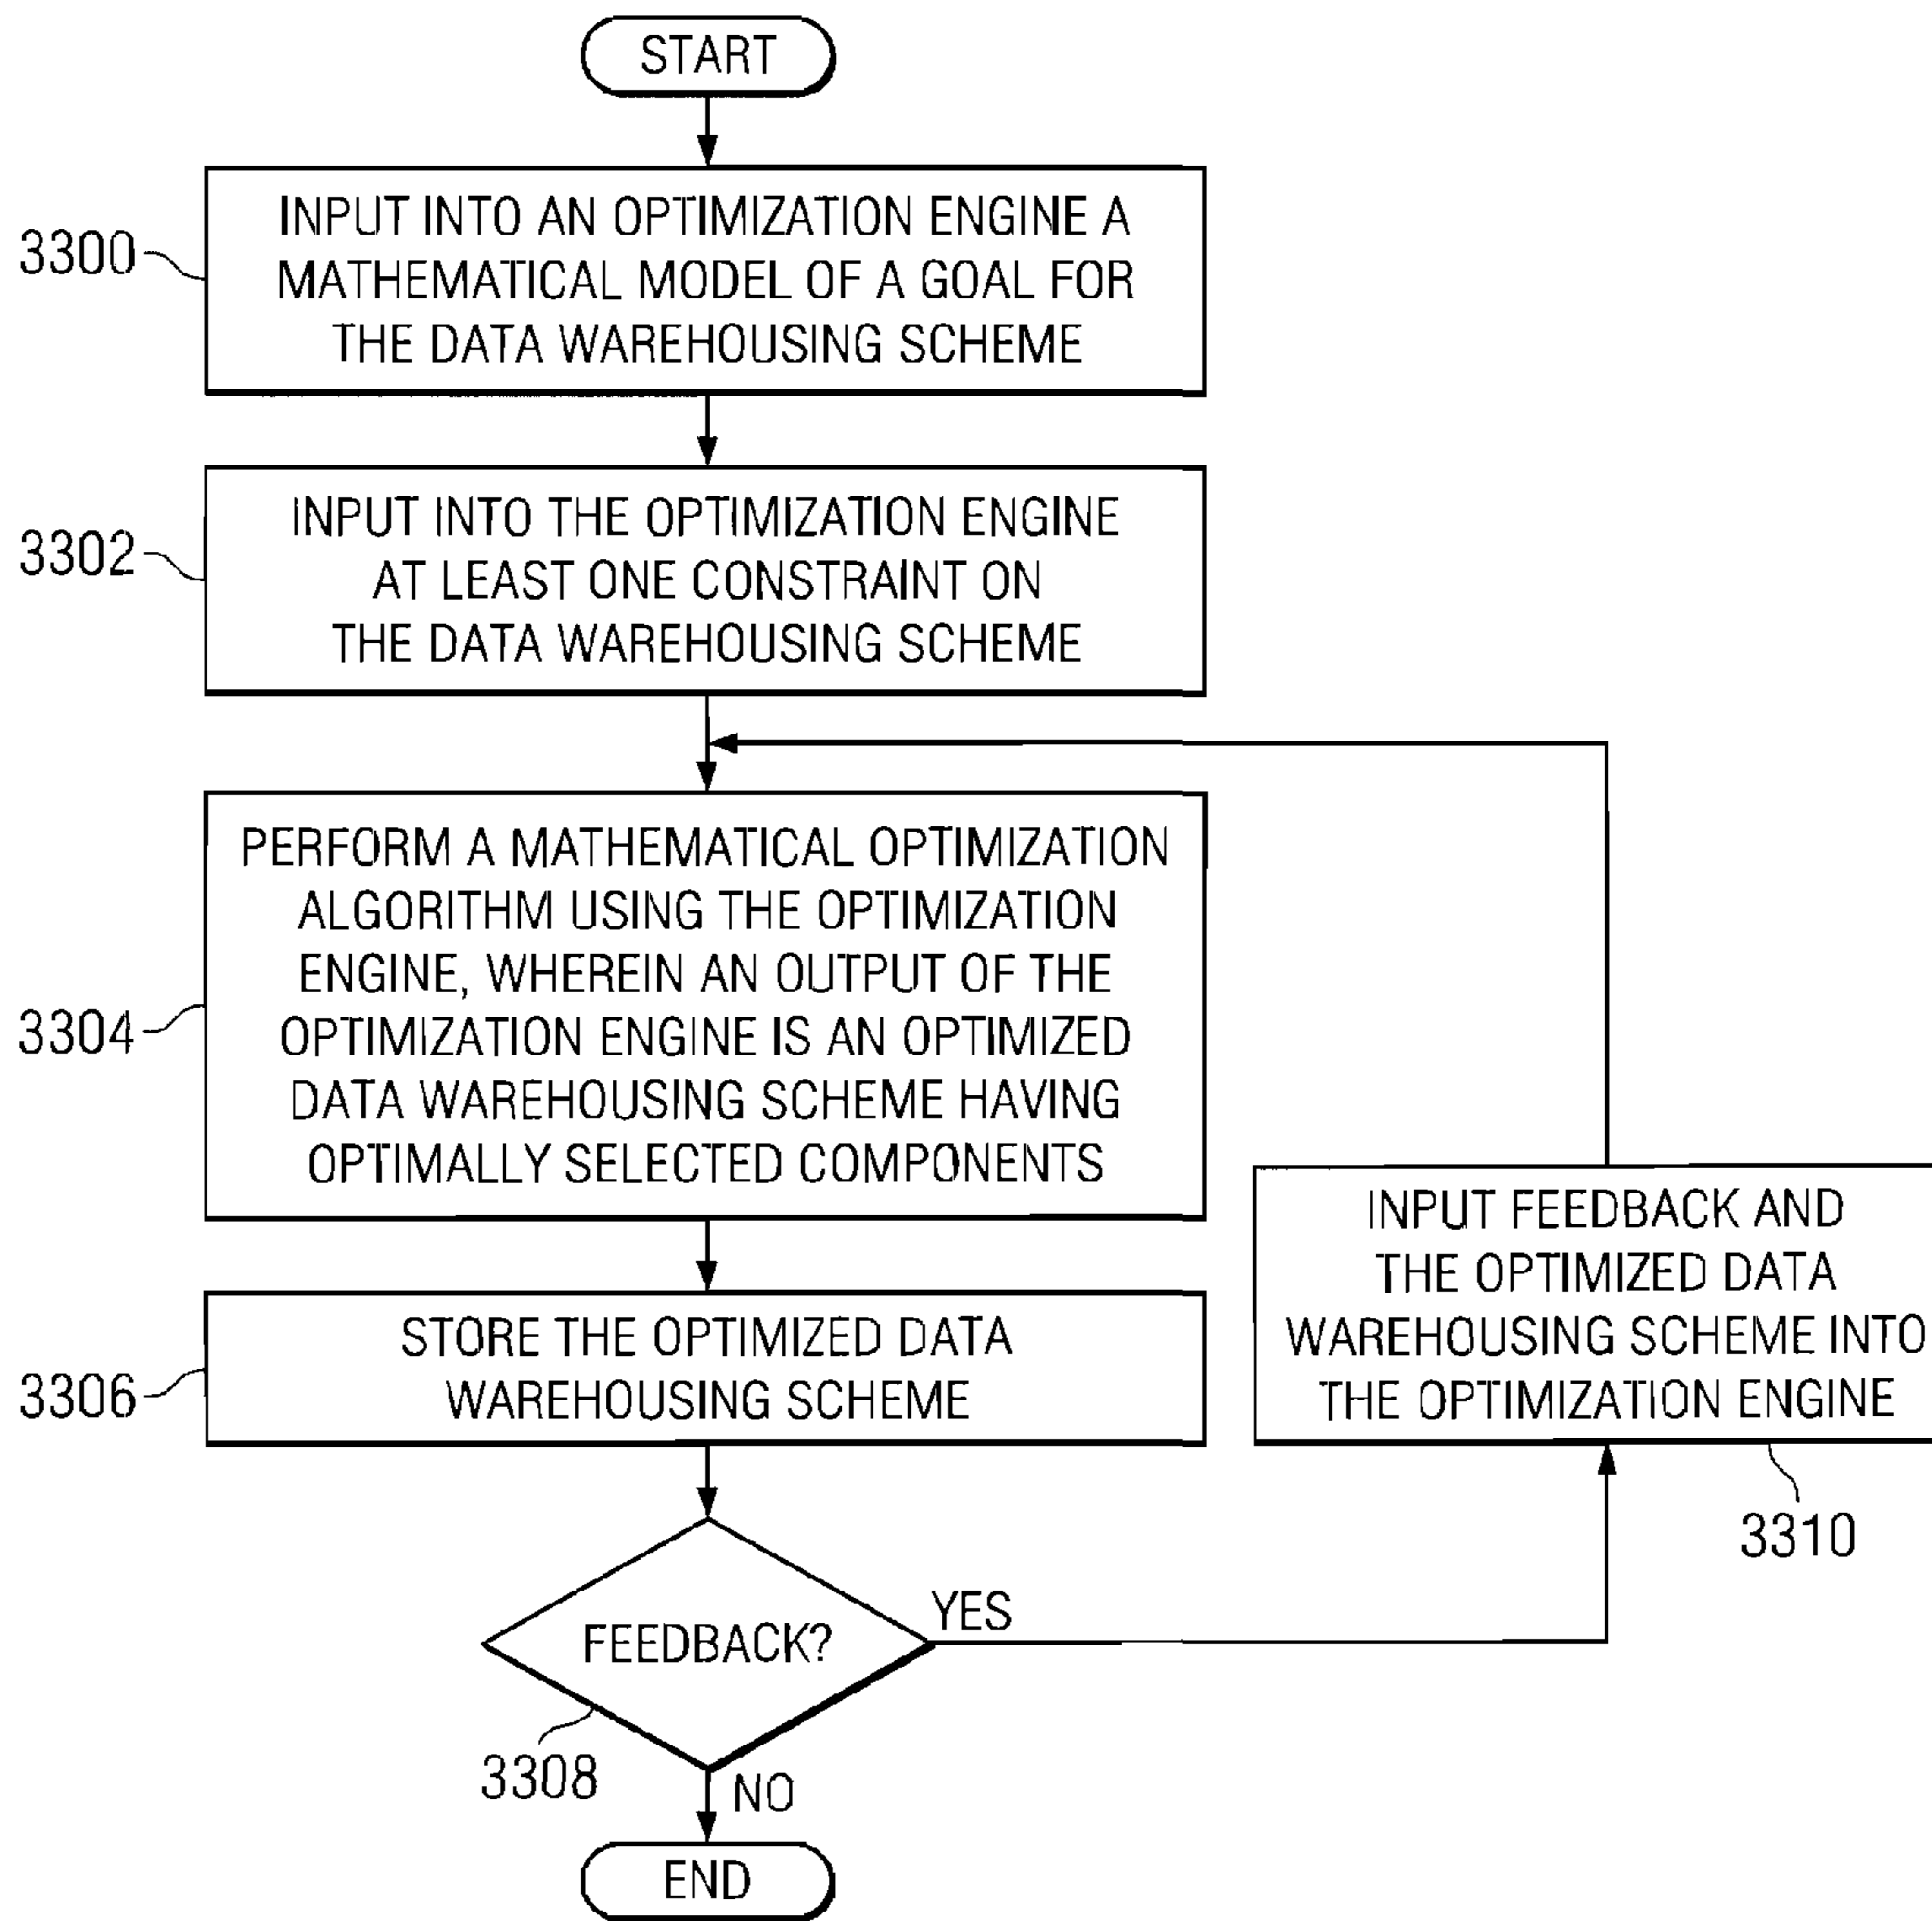 START
3300
INPUT INTO AN OPTIMIZATION ENGINE A
MATHEMATICAL MODEL OF A GOAL FOR
THE DATA WAREHOUSING SCHEME
3302
INPUT INTO THE OPTIMIZATION ENGINE
AT LEAST ONE CONSTRAINT ON
THE DATA WAREHOUSING SCHEME
3304
PERFORM A MATHEMATICAL OPTIMIZATION
ALGORITHM USING THE OPTIMIZATION
ENGINE, WHEREIN AN OUTPUT OF THE
OPTIMIZATION ENGINE IS AN OPTIMIZED
DATA WAREHOUSING SCHEME HAVING
OPTIMALLY SELECTED COMPONENTS
3306
STORE THE OPTIMIZED DATA
WAREHOUSING SCHEME
INPUT FEEDBACK AND
THE OPTIMIZED DATA
WAREHOUSING SCHEME INTO
THE OPTIMIZATION ENGINE
3310
FEEDBACK?
YES
3308
NO
END